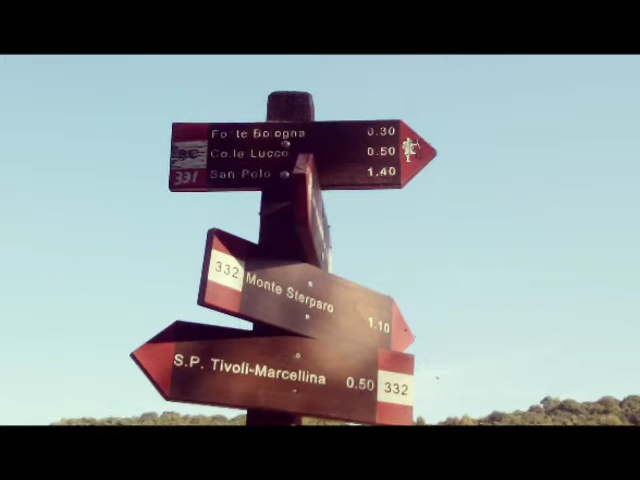 Fonte Bologna 0.30
SC Colle Lucco 0.50
331 San Polo 1.40
332 Monte Sterparo 1.10
S.P. Tivoli-Marcellina 0.50 332